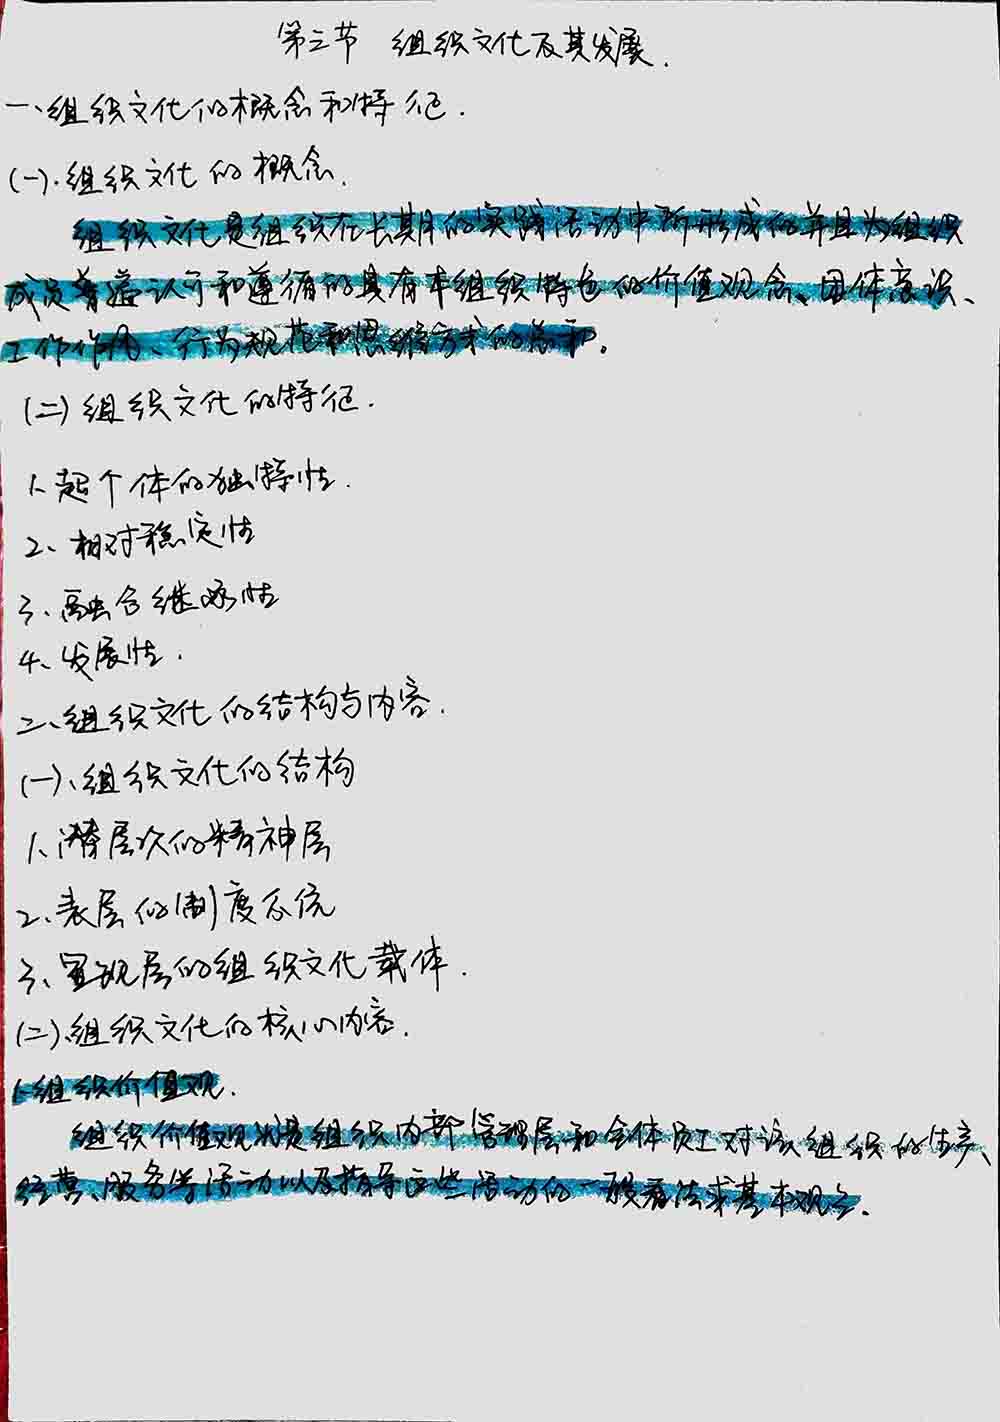 第三节 组织文化及其发展.
一、组织文化的概念和特征.
(一).组织文化的概念.
组织文化是组织在长期的实践活动中所形成的并且为组织
成员普遍认可和遵循的具有本组织特色的价值观念、团体意识、
工作作风、行为规范和思维方式的总和。
(二)组织文化的特征.
1、超个体的独特性.
2、相对稳定性
3、融合继承性
4、发展性.
二、组织文化的结构与内容.
(一)、组织文化的结构
1、潜层次的精神层
2、表层的制度系统
3、显现层的组织文化载体.
(二)、组织文化的核心内容.
1.组织价值观.
组织价值观就是组织内部管理层和全体员工对该组织的生产、
经营、服务等活动以及指导这些活动的一般看法或基本观点.